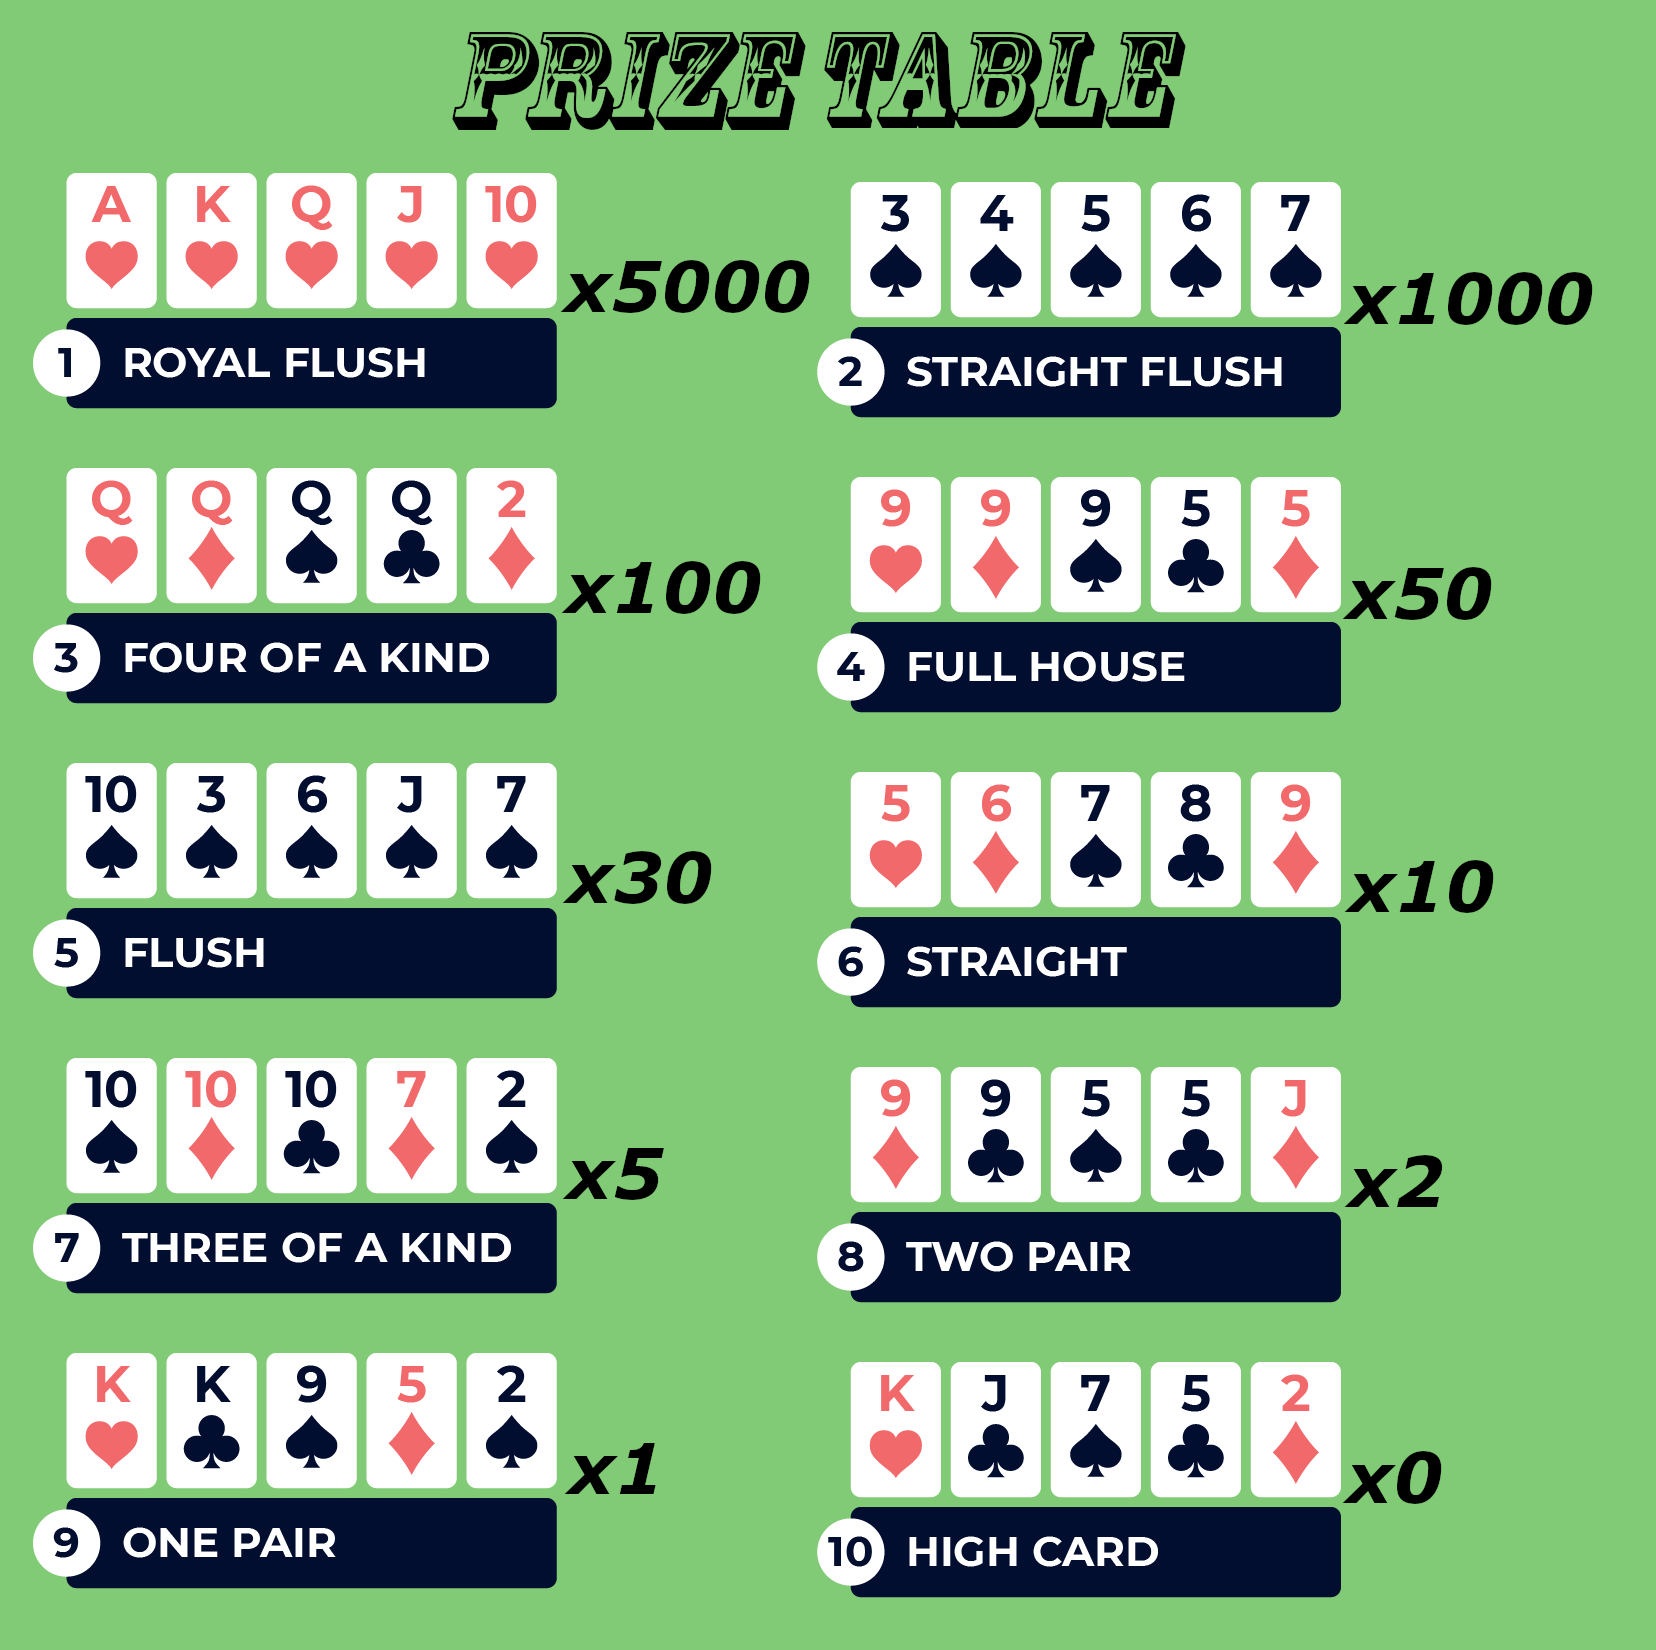 PRIZE TABLE
A K Q J 10
x5000
1 ROYAL FLUSH
3 4 5 6 7
x1000
2 STRAIGHT FLUSH
Q Q Q Q 2
x100
3 FOUR OF A KIND
9 9 9 5 5
x50
4 FULL HOUSE
10 3 6 J 7
x30
5 FLUSH
5 6 7 8 9
x10
6 STRAIGHT
10 10 10 7 2
x5
7 THREE OF A KIND
9 9 5 5 J
x2
8 TWO PAIR
K K 9 5 2
x1
9 ONE PAIR
K J 7 5 2
x0
10 HIGH CARD